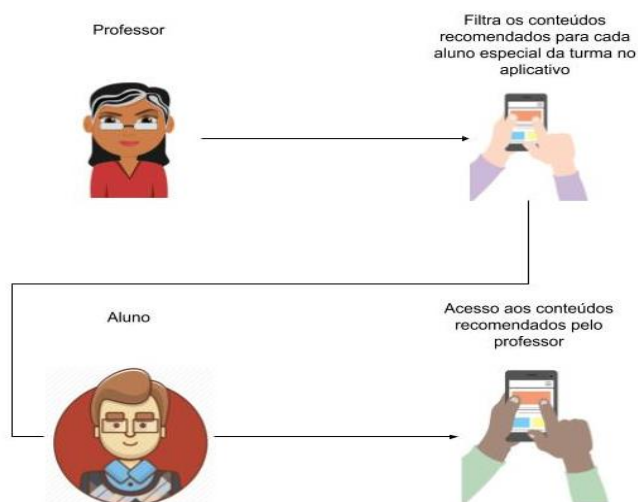 Professor
Filtra os conteúdos
recomendados para cada
aluno especial da turma no
aplicativo
Aluno
Acesso aos conteúdos
recomendados pelo
professor